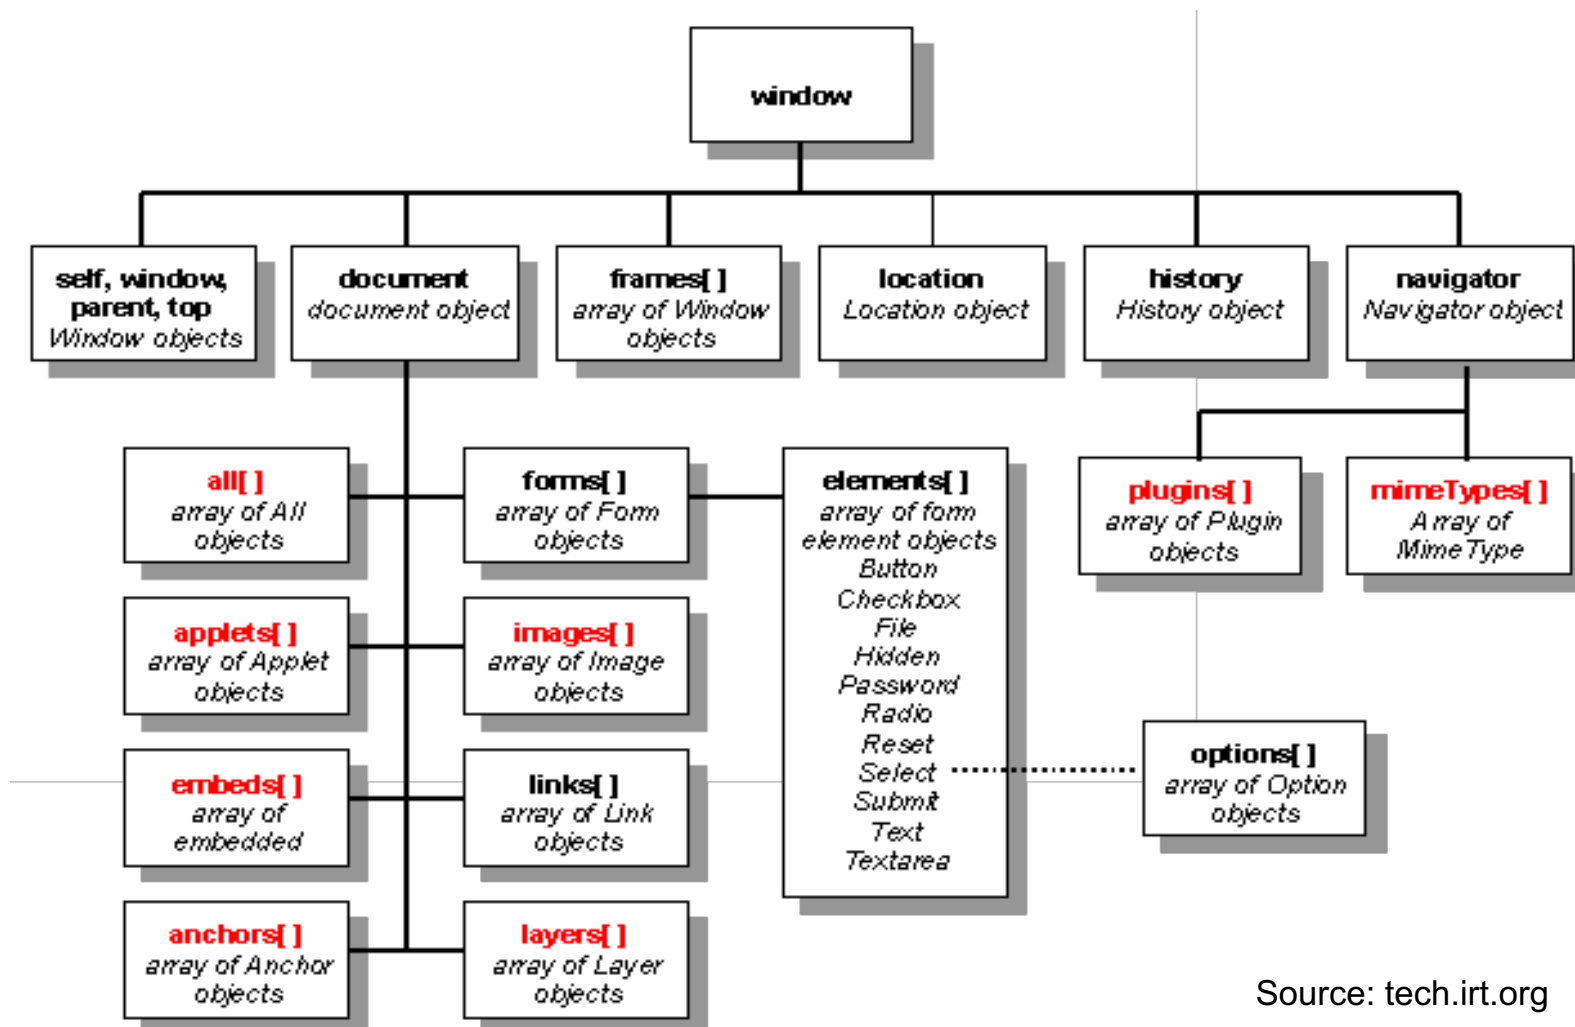 window
self, window,
parent, top
Window objects
document
document object
frames[ ]
array of Window
objects
location
Location object
history
History object
navigator
Navigator object
all[ ]
array of All
objects
forms[ ]
array of Form
objects
elements[ ]
array of form
element objects
Button
Checkbox
File
Hidden
Password
Radio
Reset
Select
Submit
Text
Textarea
plugins[ ]
array of Plugin
objects
mimeTypes[ ]
Array of
MimeType
applets[ ]
array of Applet
objects
images[ ]
array of Image
objects
options[ ]
array of Option
objects
embeds[ ]
array of
embedded
links[ ]
array of Link
objects
anchors[ ]
array of Anchor
objects
layers[ ]
array of Layer
objects
Source: tech.irt.org